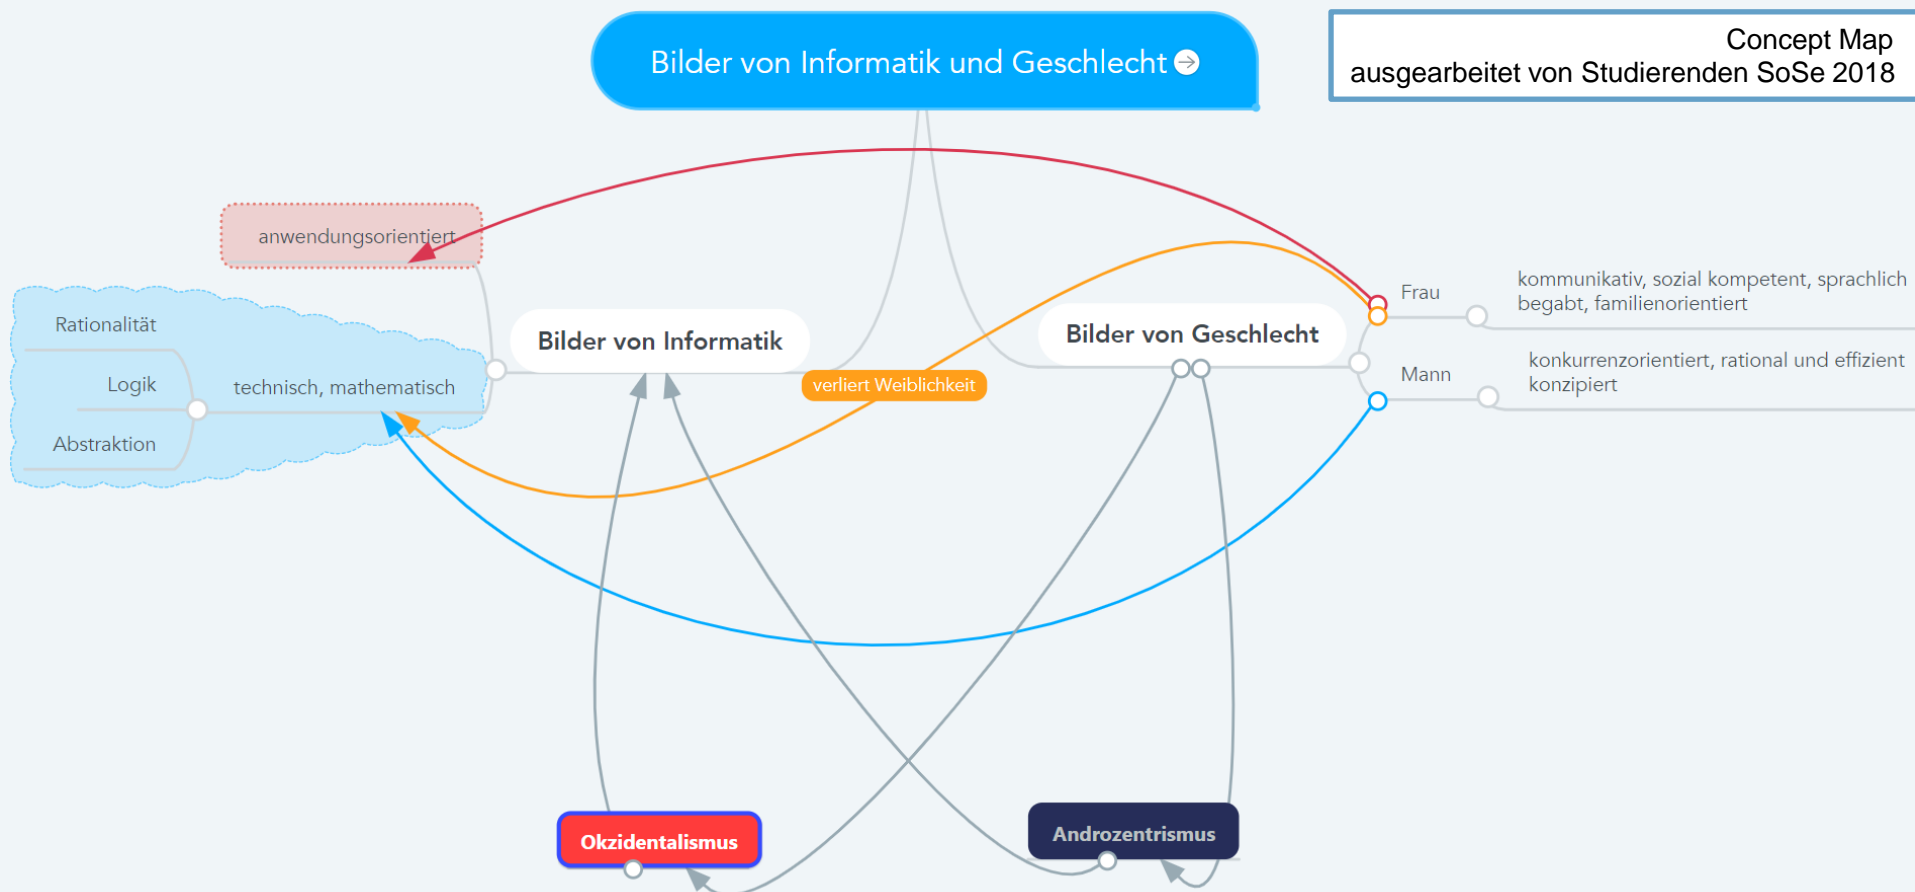 Bilder von Informatik und Geschlecht
Concept Map
ausgearbeitet von Studierenden SoSe 2018
anwendungsorientiert
Rationalität
Logik
Abstraktion
technisch, mathematisch
Bilder von Informatik
verliert Weiblichkeit
Bilder von Geschlecht
Frau
kommunikativ, sozial kompetent, sprachlich
begabt, familienorientiert
Mann
konkurrenzorientiert, rational und effizient
konzipiert
Okzidentalismus
Androzentrismus